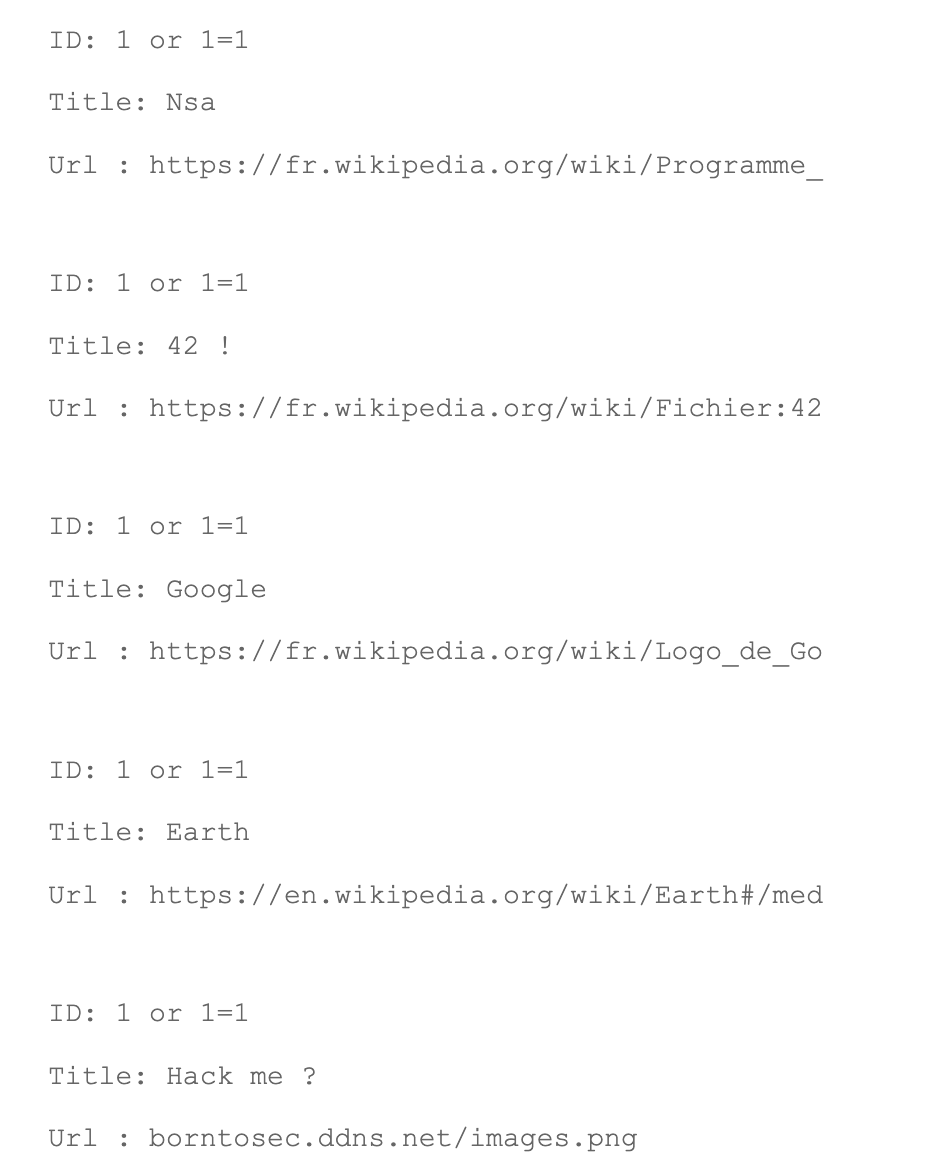 ID: 1 or 1=1
Title: Nsa
Url : https://fr.wikipedia.org/wiki/Programme_
ID: 1 or 1=1
Title: 42 !
Url : https://fr.wikipedia.org/wiki/Fichier:42
ID: 1 or 1=1
Title: Google
Url : https://fr.wikipedia.org/wiki/Logo_de_Go
ID: 1 or 1=1
Title: Earth
Url : https://en.wikipedia.org/wiki/Earth#/med
ID: 1 or 1=1
Title: Hack me ?
Url : borntosec.ddns.net/images.png